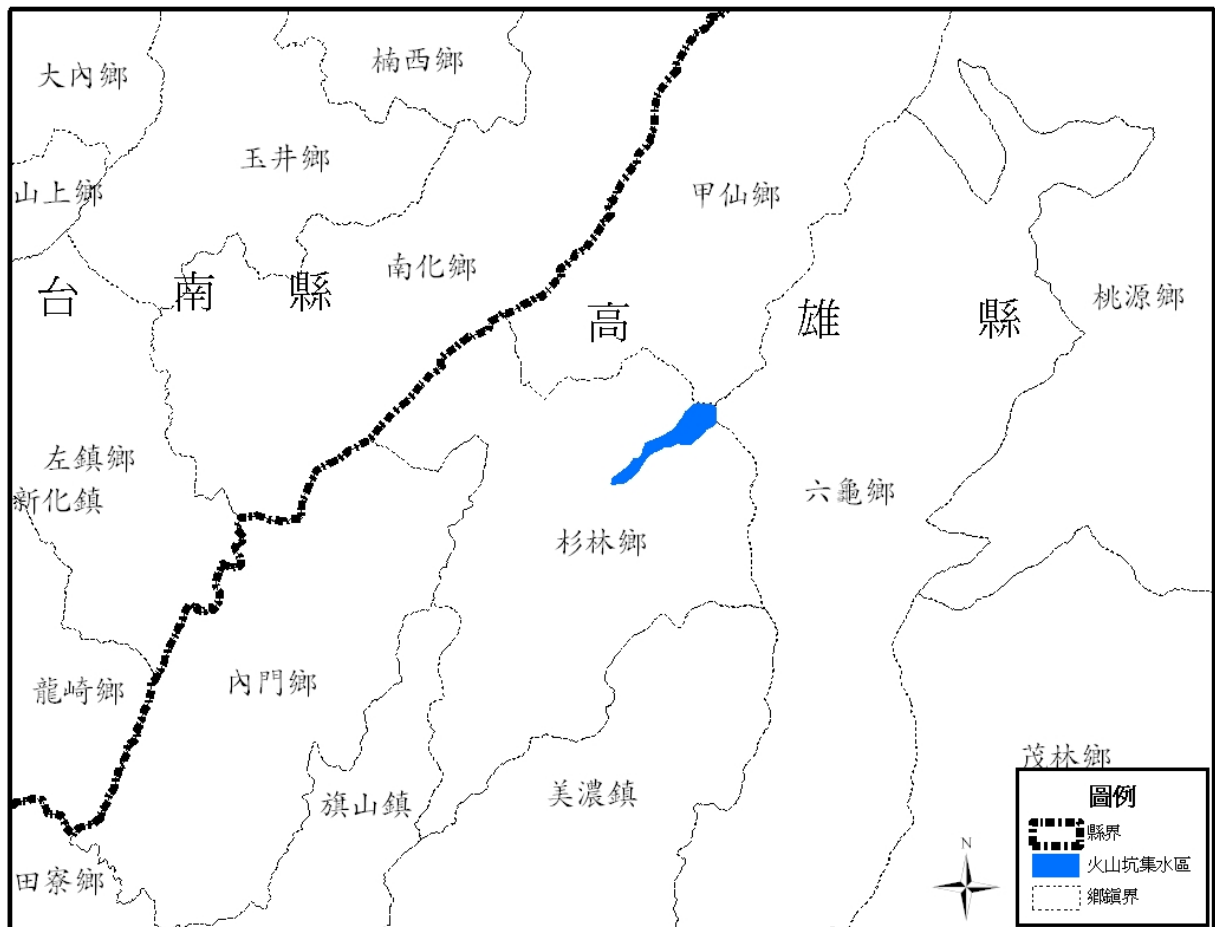 楠西鄉
大內鄉
玉井鄉
山上鄉
甲仙鄉
南化鄉
台南縣
桃源鄉
高雄縣
左鎮鄉
新化鎮
六龜鄉
杉林鄉
龍崎鄉
內門鄉
茂林鄉
旗山鎮
美濃鎮
田寮鄉
N
圖例
縣界
火山坑集水區
鄉鎮界